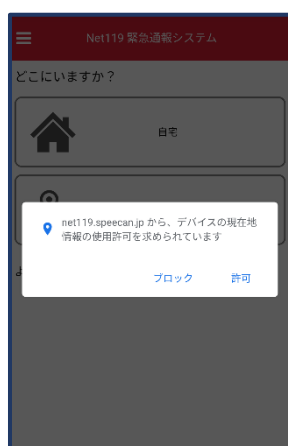 Net119 緊急通報システム
どこにいますか？
自宅
net119.speecan.jp から、デバイスの現在地
情報の使用許可を求められています
ブロック 許可
よ